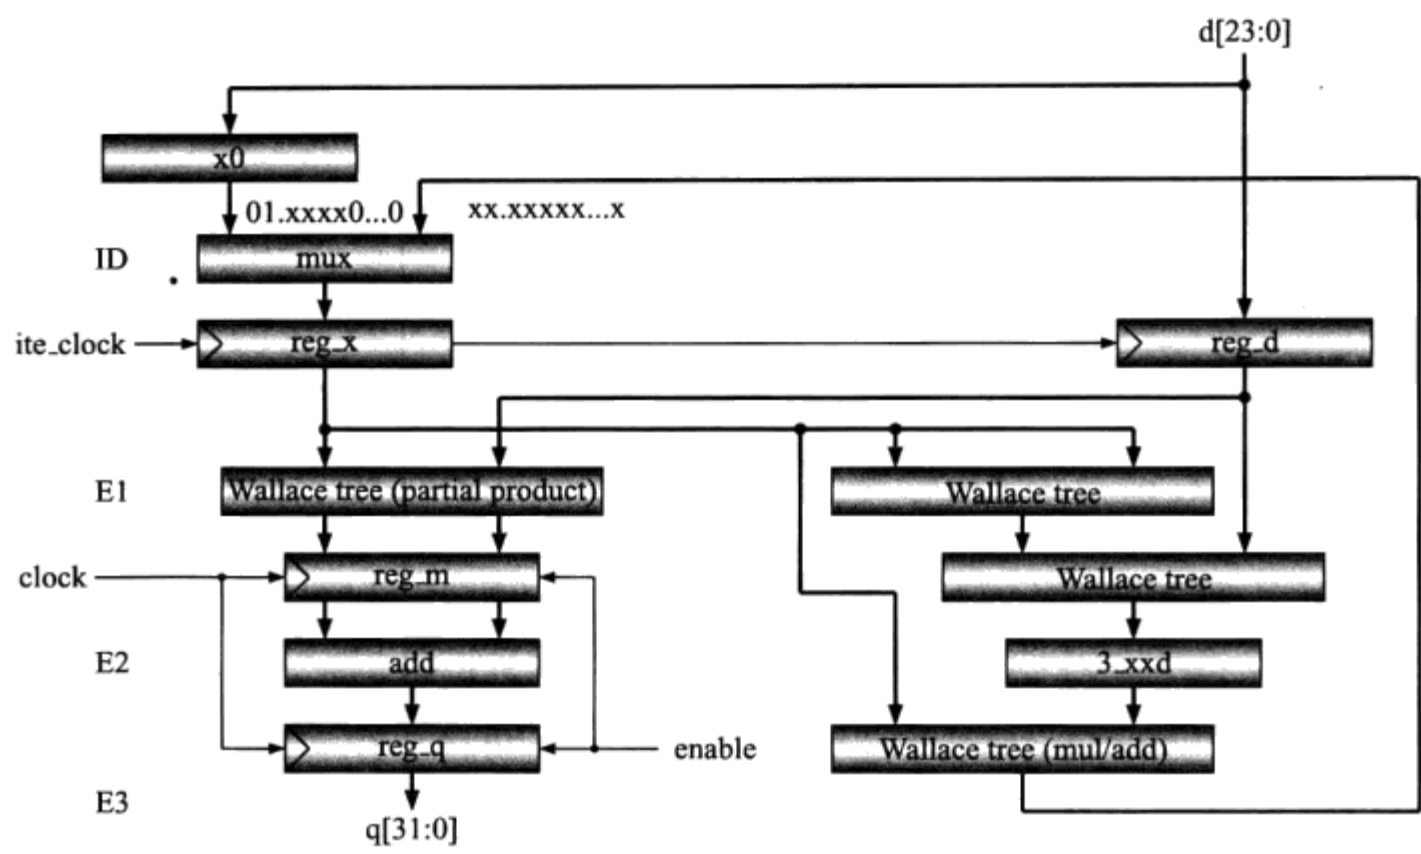 d[23:0]
x0
01.xxxx0...0 xx.xxxxx...x
ID mux
ite_clock reg_x reg_d
E1 Wallace tree (partial product) Wallace tree
clock reg_m Wallace tree
E2 add 3_xxd
reg_q enable Wallace tree (mul/add)
E3
q[31:0]